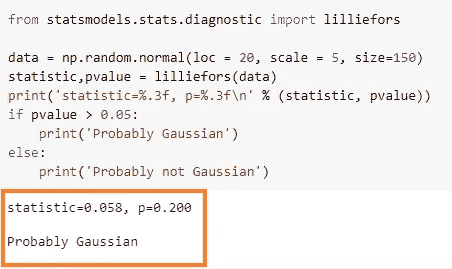 from statsmodels.stats.diagnostic import lilliefors
data = np.random.normal(loc = 20, scale = 5, size=150)
statistic,pvalue = lilliefors(data)
print('statistic=%.3f, p=%.3f\n' % (statistic, pvalue))
if pvalue > 0.05:
    print('Probably Gaussian')
else:
    print('Probably not Gaussian')
statistic=0.058, p=0.200
Probably Gaussian